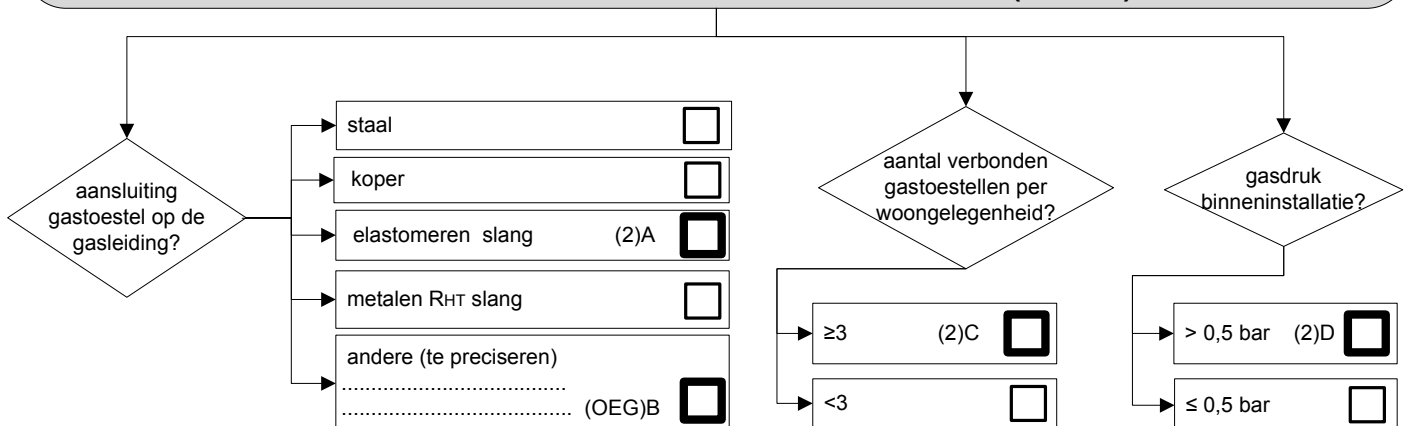 aansluiting
gastoestel op de
gasleiding?
staal
koper
elastomeren slang (2)A
metalen RHT slang
andere (te preciseren)
....................................
..................................... (OEG)B
aantal verbonden
gastoestellen per
woongelegenheid?
≥3 (2)C
<3
gasdruk
binneninstallatie?
> 0,5 bar (2)D
≤ 0,5 bar